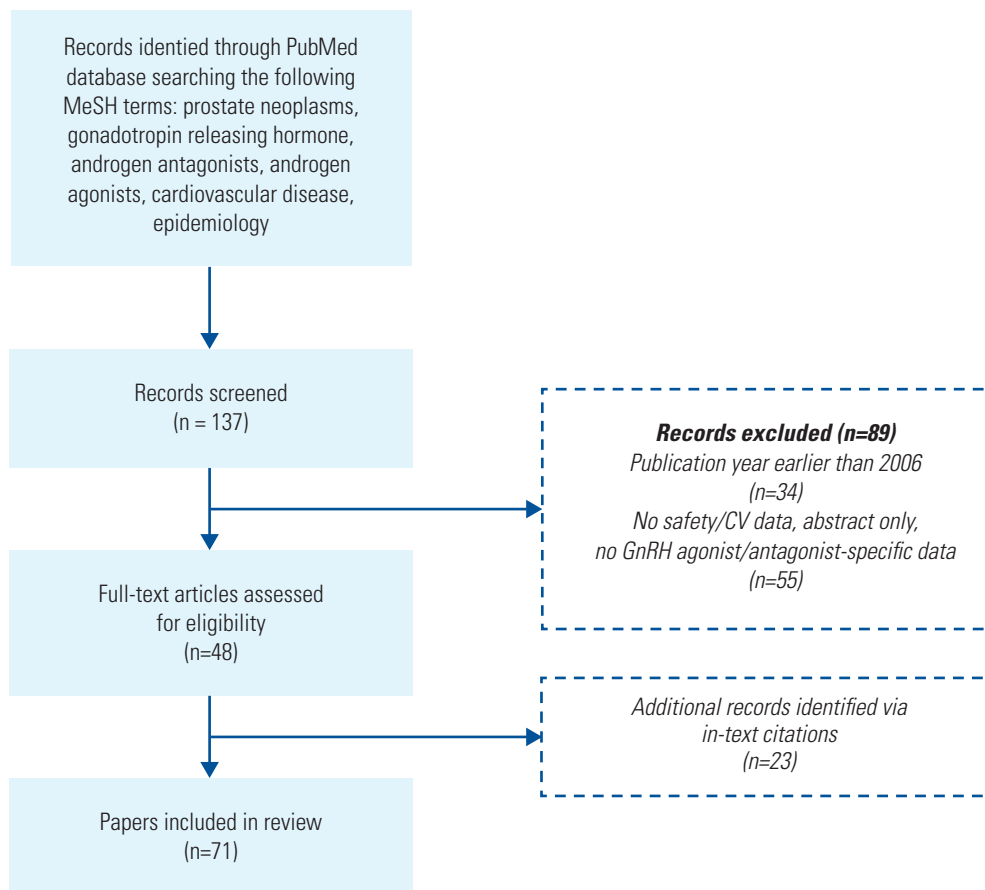 Records identied through PubMed
database searching the following
MeSH terms: prostate neoplasms,
gonadotropin releasing hormone,
androgen antagonists, androgen
agonists, cardiovascular disease,
epidemiology
Records screened
(n = 137)
Records excluded (n=89)
Publication year earlier than 2006
(n=34)
No safety/CV data, abstract only,
no GnRH agonist/antagonist-specific data
(n=55)
Full-text articles assessed
for eligibility
(n=48)
Additional records identified via
in-text citations
(n=23)
Papers included in review
(n=71)